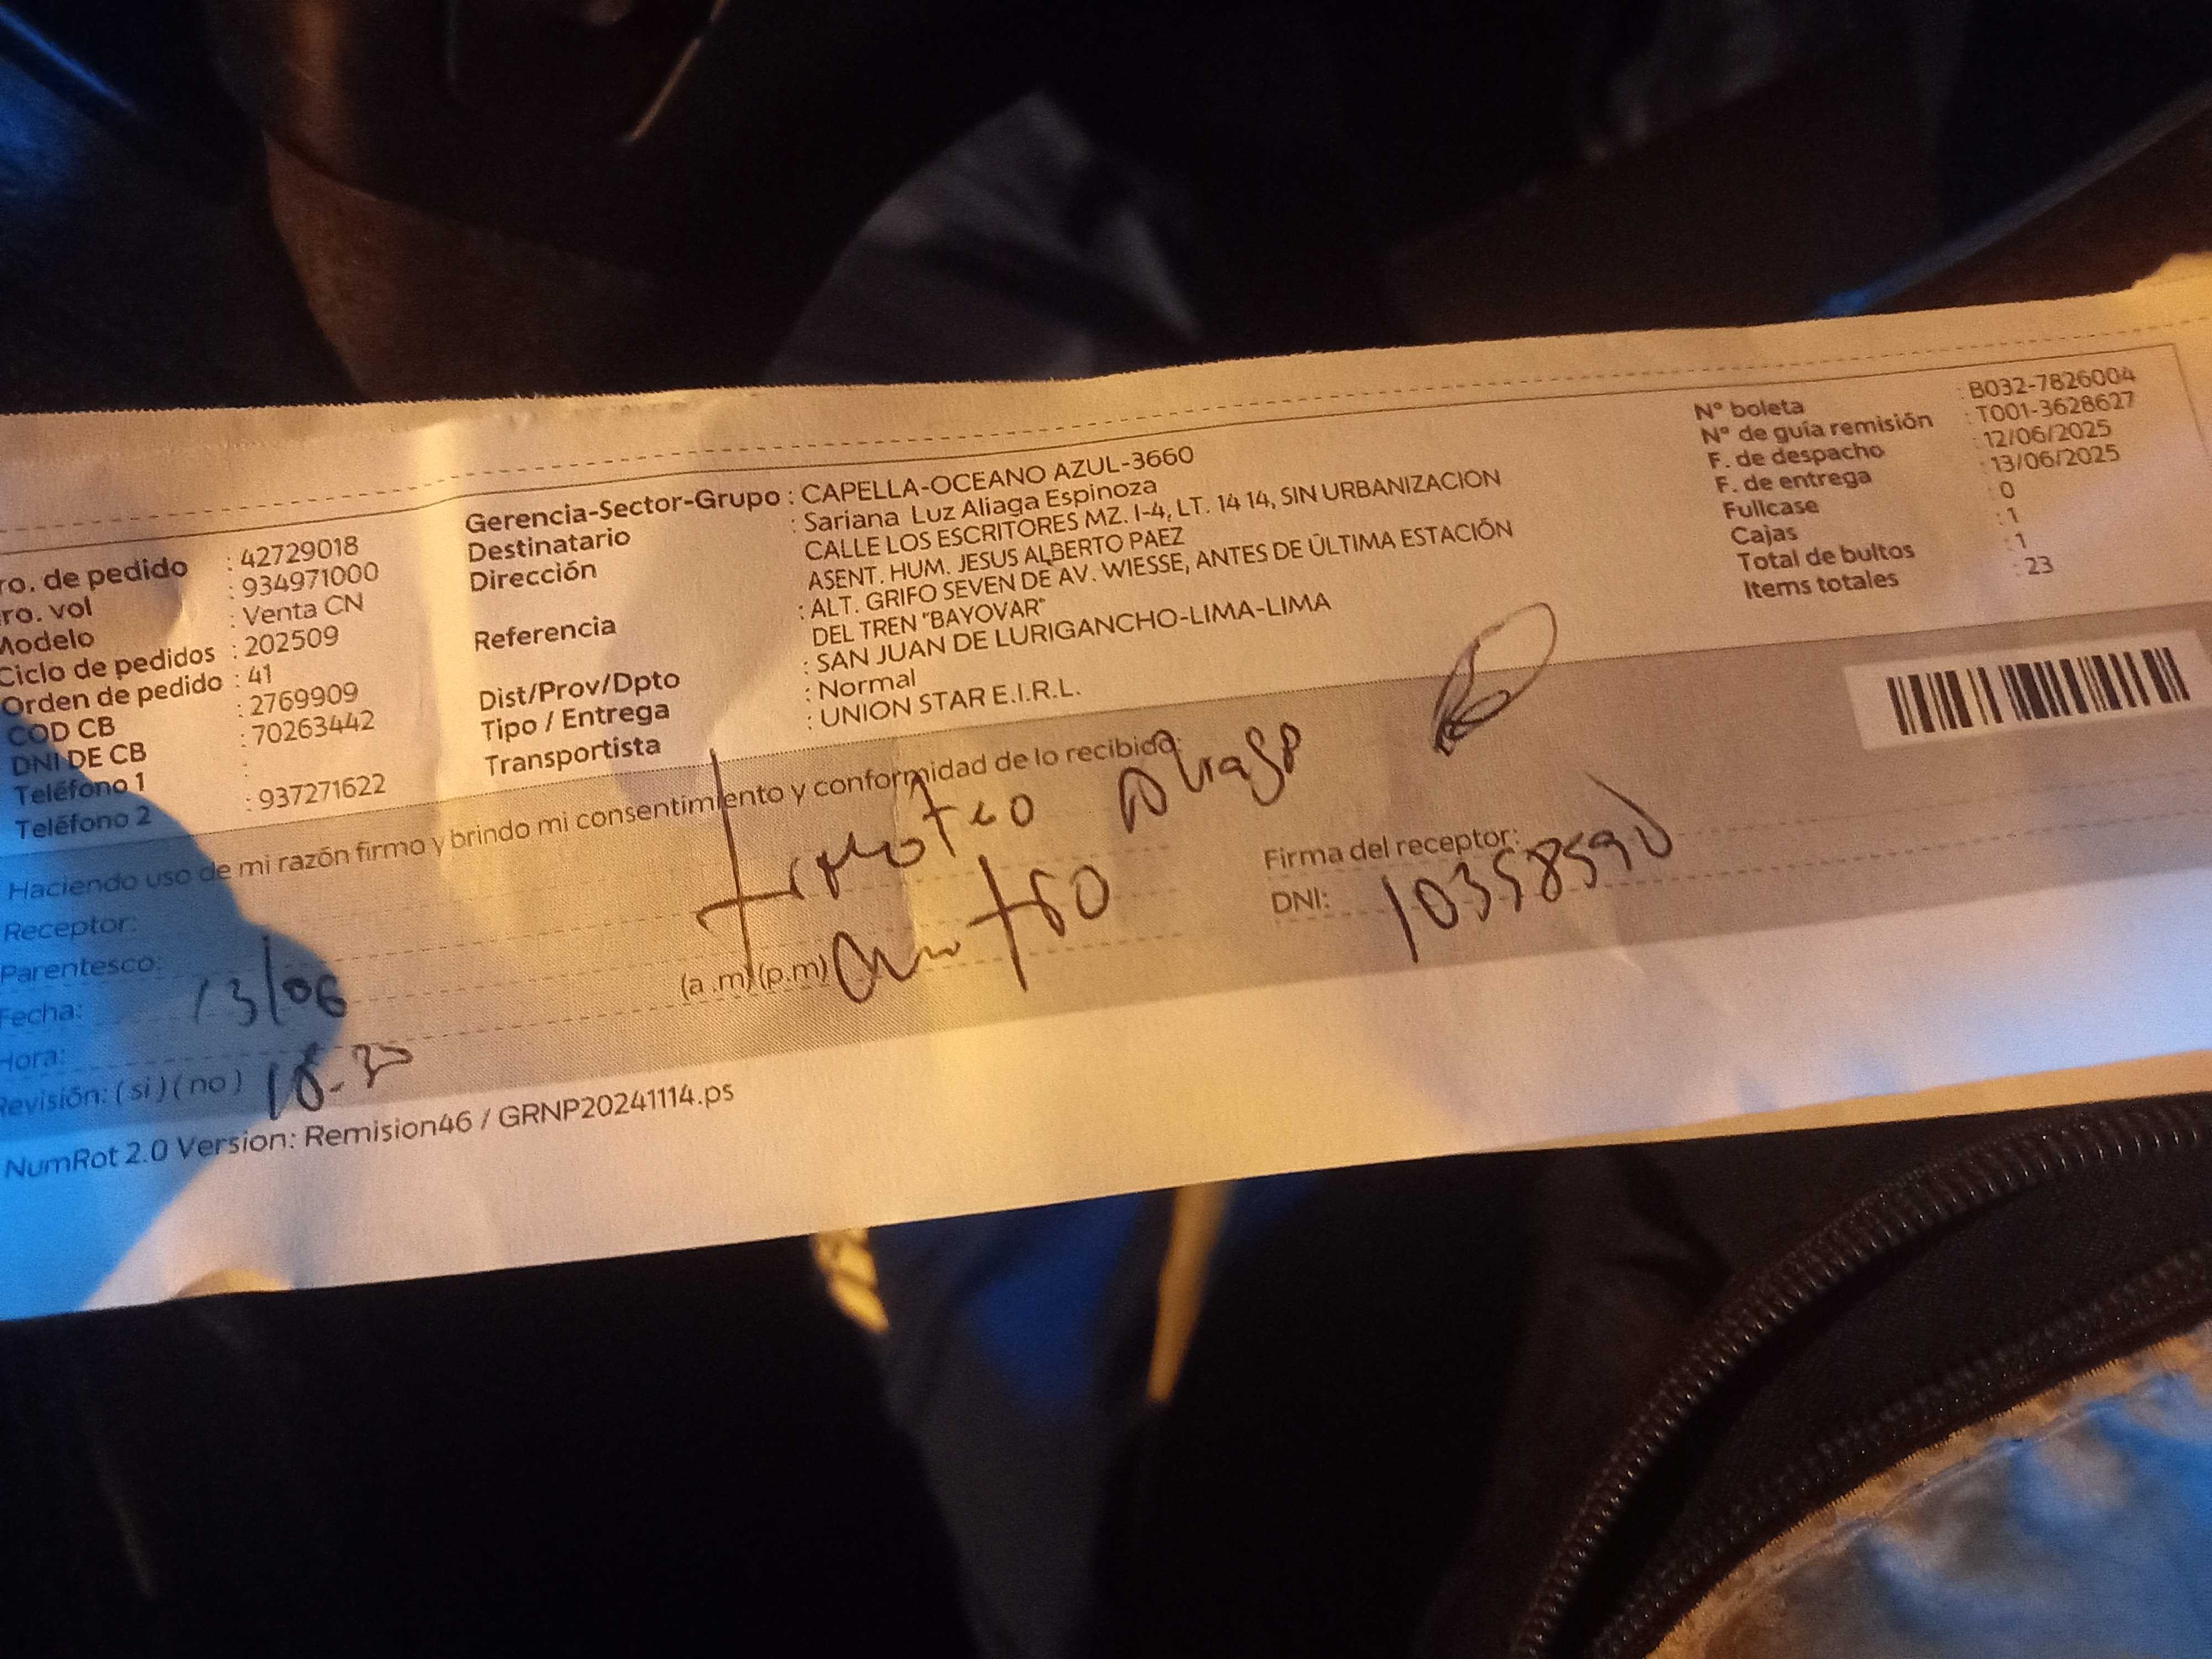 ro. de pedido : 42729018
ro. vol : 934971000
Modelo : Venta CN
Ciclo de pedidos : 202509
Orden de pedido : 41
COD CB : 2769909
DNI DE CB : 70263442
Teléfono 1 :
Teléfono 2 : 937271622
Gerencia-Sector-Grupo : CAPELLA-OCEANO AZUL-3660
Destinatario : Sariana Luz Aliaga Espinoza
Dirección CALLE LOS ESCRITORES MZ. I-4, LT. 14 14, SIN URBANIZACION
ASENT. HUM. JESUS ALBERTO PAEZ
Referencia : ALT. GRIFO SEVEN DE AV. WIESSE, ANTES DE ÚLTIMA ESTACIÓN
DEL TREN "BAYOVAR"
Dist/Prov/Dpto : SAN JUAN DE LURIGANCHO-LIMA-LIMA
Tipo / Entrega : Normal
Transportista : UNION STAR E.I.R.L.
N° boleta : B032-7826004
N° de guía remisión : T001-3628627
F. de despacho : 12/06/2025
F. de entrega : 13/06/2025
Fullcase : 0
Cajas : 1
Total de bultos : 1
Items totales : 23
Haciendo uso de mi razón firmo y brindo mi consentimiento y conformidad de lo recibido:
Receptor:
Parentesco:
Fecha: 13/06
Hora: (a.m)(p.m)
Revisión: (si)(no)
Firma del receptor:
DNI: 10358590
NumRot 2.0 Version: Remision46 / GRNP20241114.ps